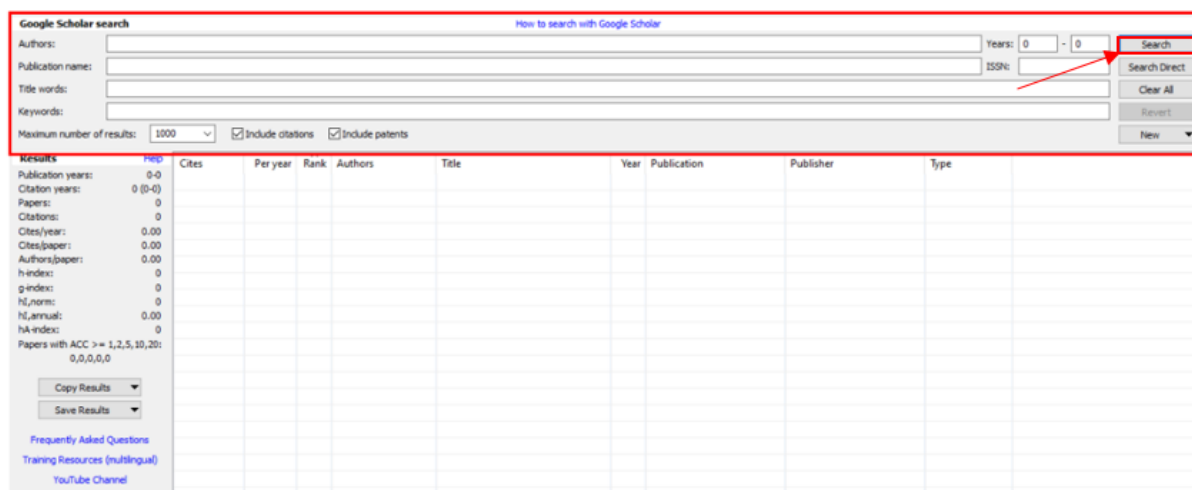 Google Scholar search How to search with Google Scholar
Authors: Years: 0 - 0 Search
Publication name: ISSN: Search Direct
Title words: Clear All
Keywords: Revert
Maximum number of results: 1000 Include citations Include patents New
Results Help
Cites Per year Rank Authors Title Year Publication Publisher Type
Publication years: 0-0
Citation years: 0 (0-0)
Papers: 0
Citations: 0
Cites/year: 0.00
Cites/paper: 0.00
Authors/paper: 0.00
h-index: 0
g-index: 0
hI,norm: 0
hI,annual: 0.00
hA-index: 0
Papers with ACC >= 1,2,5,10,20:
0,0,0,0,0
Copy Results
Save Results
Frequently Asked Questions
Training Resources (multilingual)
YouTube Channel